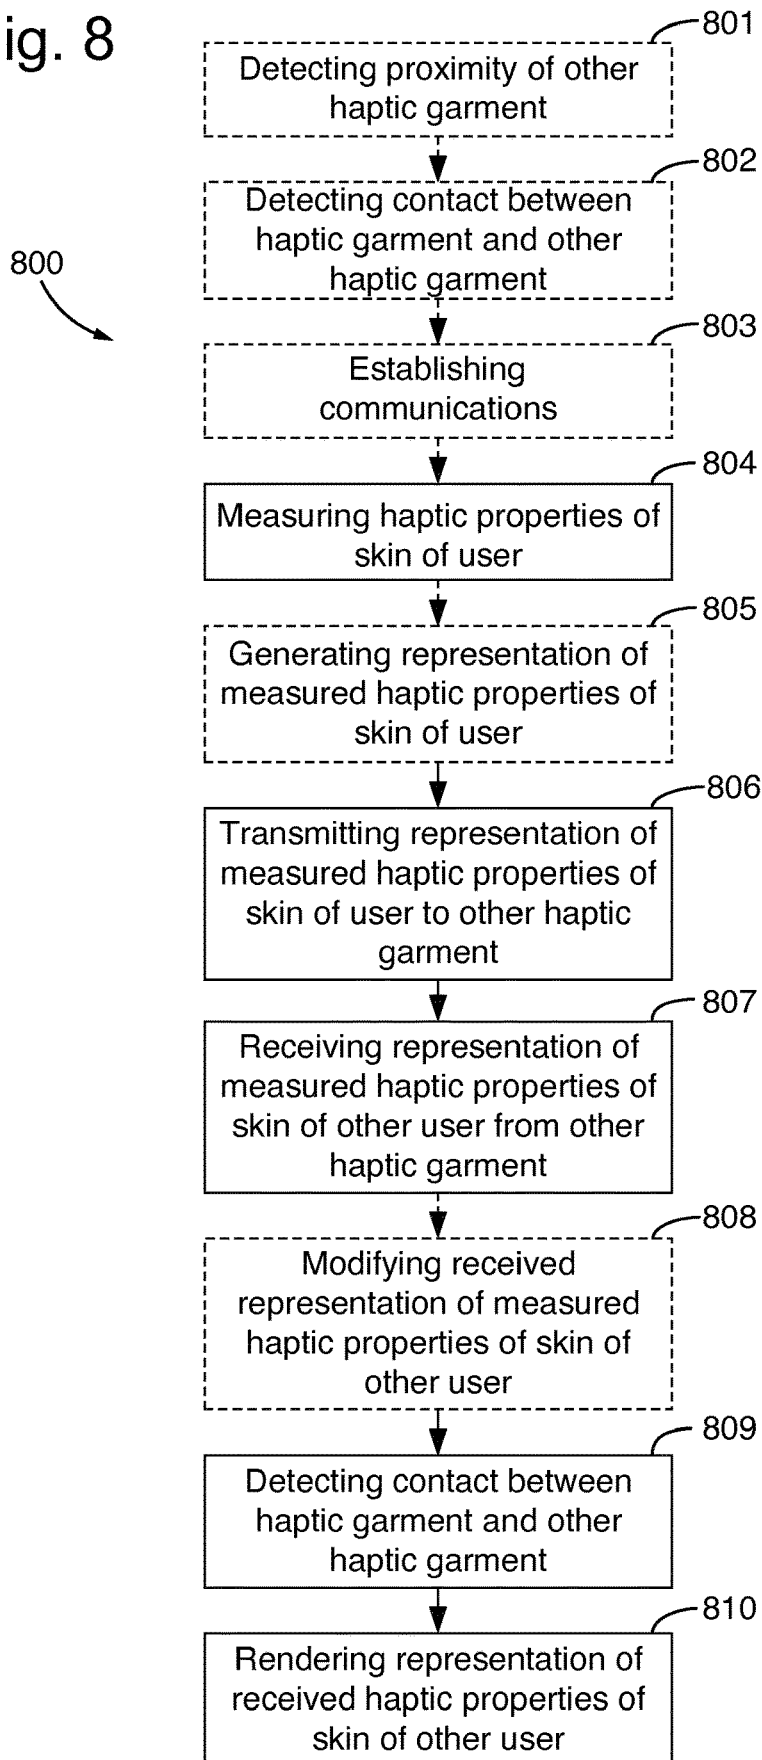 ig. 8
801
Detecting proximity of other
haptic garment
802
Detecting contact between
haptic garment and other
haptic garment
800
803
Establishing
communications
804
Measuring haptic properties of
skin of user
805
Generating representation of
measured haptic properties of
skin of user
806
Transmitting representation of
measured haptic properties of
skin of user to other haptic
garment
807
Receiving representation of
measured haptic properties of
skin of other user from other
haptic garment
808
Modifying received
representation of measured
haptic properties of skin of
other user
809
Detecting contact between
haptic garment and other
haptic garment
810
Rendering representation of
received haptic properties of
skin of other user